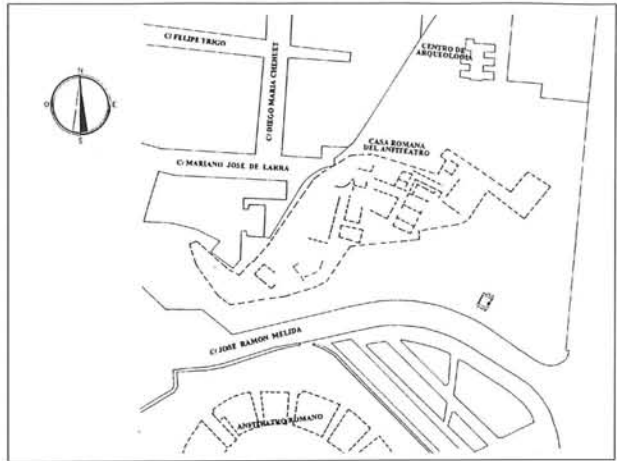 C/ FELIPE TRIGO
C/ DIEGO MARIA CREHUET
CENTRO DE
ARQUEOLOGIA
N
O
E
S
CASA ROMANA
DEL ANFITEATRO
C/ MARIANO JOSE DE LARRA
C/ JOSE RAMON MELIDA
ANFITEATRO ROMANO